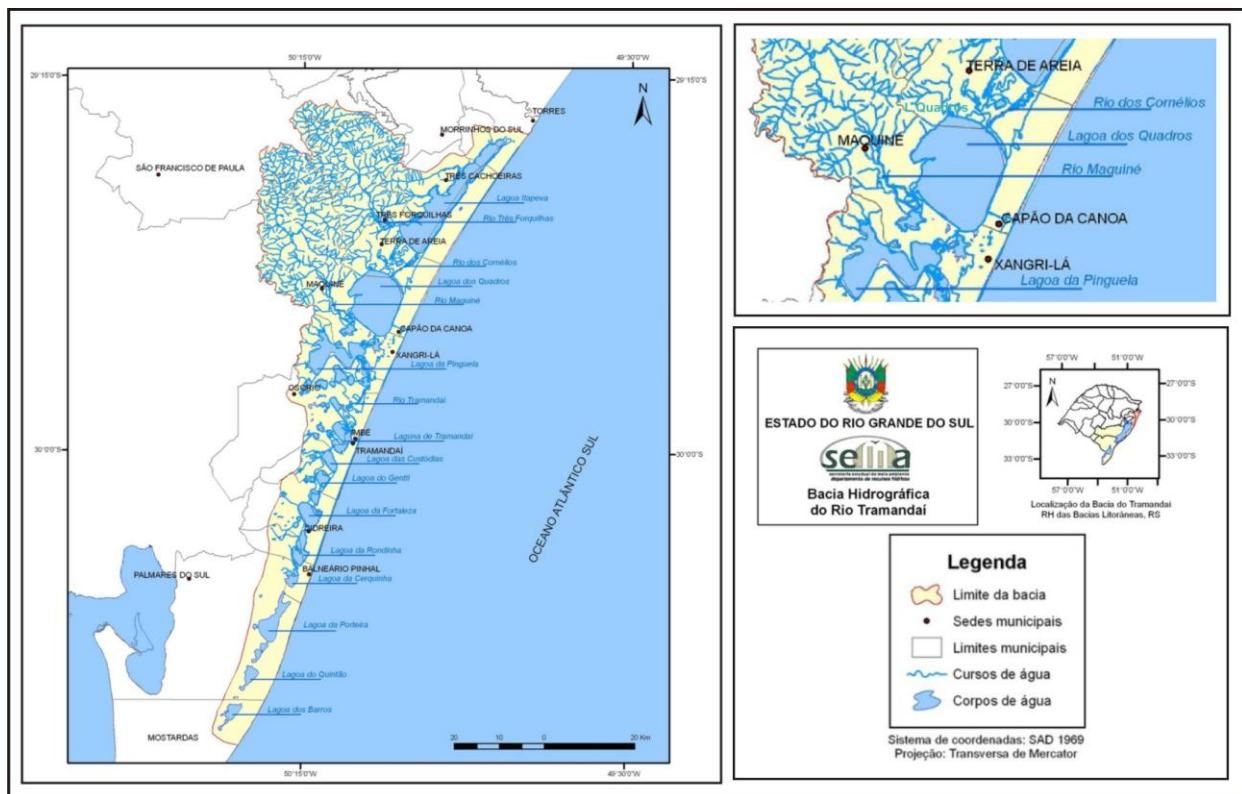 50°15'0"W
49°30'0"W
29°15'0"S
29°15'0"S
N
TORRES
MORRINHOS DO SUL
SÃO FRANCISCO DE PAULA
TRÊS CACHOEIRAS
Lagoa Itapeva
TRÊS FORQUILHAS
Rio Três Forquilhas
TERRA DE AREIA
Rio dos Cornélios
Lagoa dos Quadros
MAQUINÉ
Rio Maquiné
CAPÃO DA CANOA
XANGRI-LÁ
Lagoa da Pinguela
OSÓRIO
Rio Tramandaí
IMBÉ
Laguna de Tramandaí
TRAMANDAÍ
Lagoa das Custódias
Lagoa do Gentil
Lagoa da Fortaleza
CIDREIRA
Lagoa da Rondinha
BALNEÁRIO PINHAL
PALMARES DO SUL
Lagoa da Cerquinha
Lagoa da Porteira
Lagoa do Quintão
Lagoa dos Barros
MOSTARDAS
OCEANO ATLÂNTICO SUL
30°0'0"S
30°0'0"S
20 10 0 20 Km
50°15'0"W
49°30'0"W
TERRA DE AREIA
L Quadros
Rio dos Cornélios
Lagoa dos Quadros
MAQUINÉ
Rio Maquiné
CAPÃO DA CANOA
XANGRI-LÁ
Lagoa da Pinguela
ESTADO DO RIO GRANDE DO SUL
sema
secretaria estadual do meio ambiente
departamento de recursos hídricos
Bacia Hidrográfica
do Rio Tramandaí
57°0'0"W 51°0'0"W
N
27°0'0"S
27°0'0"S
30°0'0"S
30°0'0"S
33°0'0"S
33°0'0"S
57°0'0"W 51°0'0"W
Localização da Bacia do Tramandaí
RH das Bacias Litorâneas, RS
Legenda
Limite da bacia
Sedes municipais
Limites municipais
Cursos de água
Corpos de água
Sistema de coordenadas: SAD 1969
Projeção: Transversa de Mercator